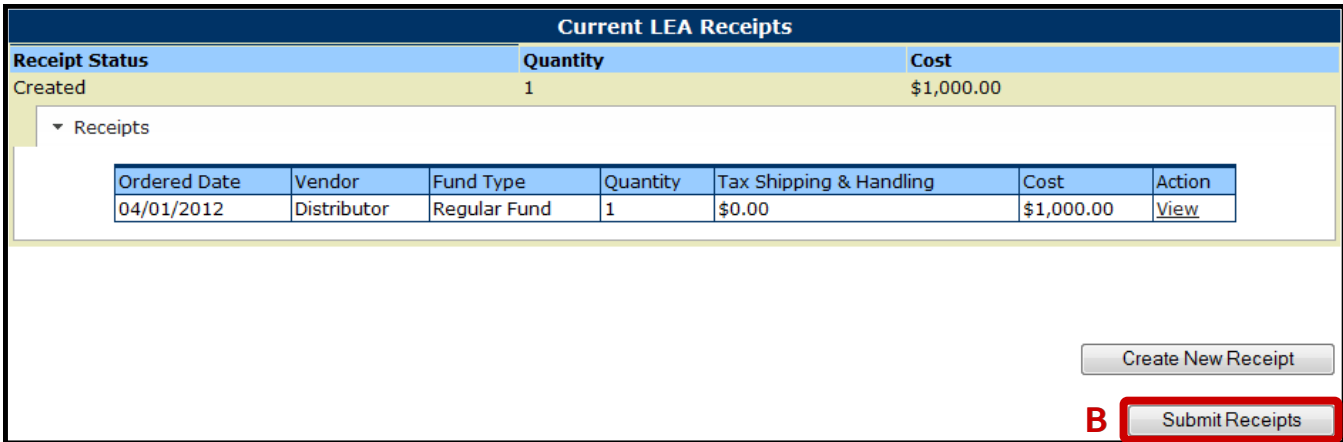 Current LEA Receipts
Receipt Status Quantity Cost
Created 1 $1,000.00
Receipts
Ordered Date Vendor Fund Type Quantity Tax Shipping & Handling Cost Action
04/01/2012 Distributor Regular Fund 1 $0.00 $1,000.00 View
Create New Receipt
B Submit Receipts